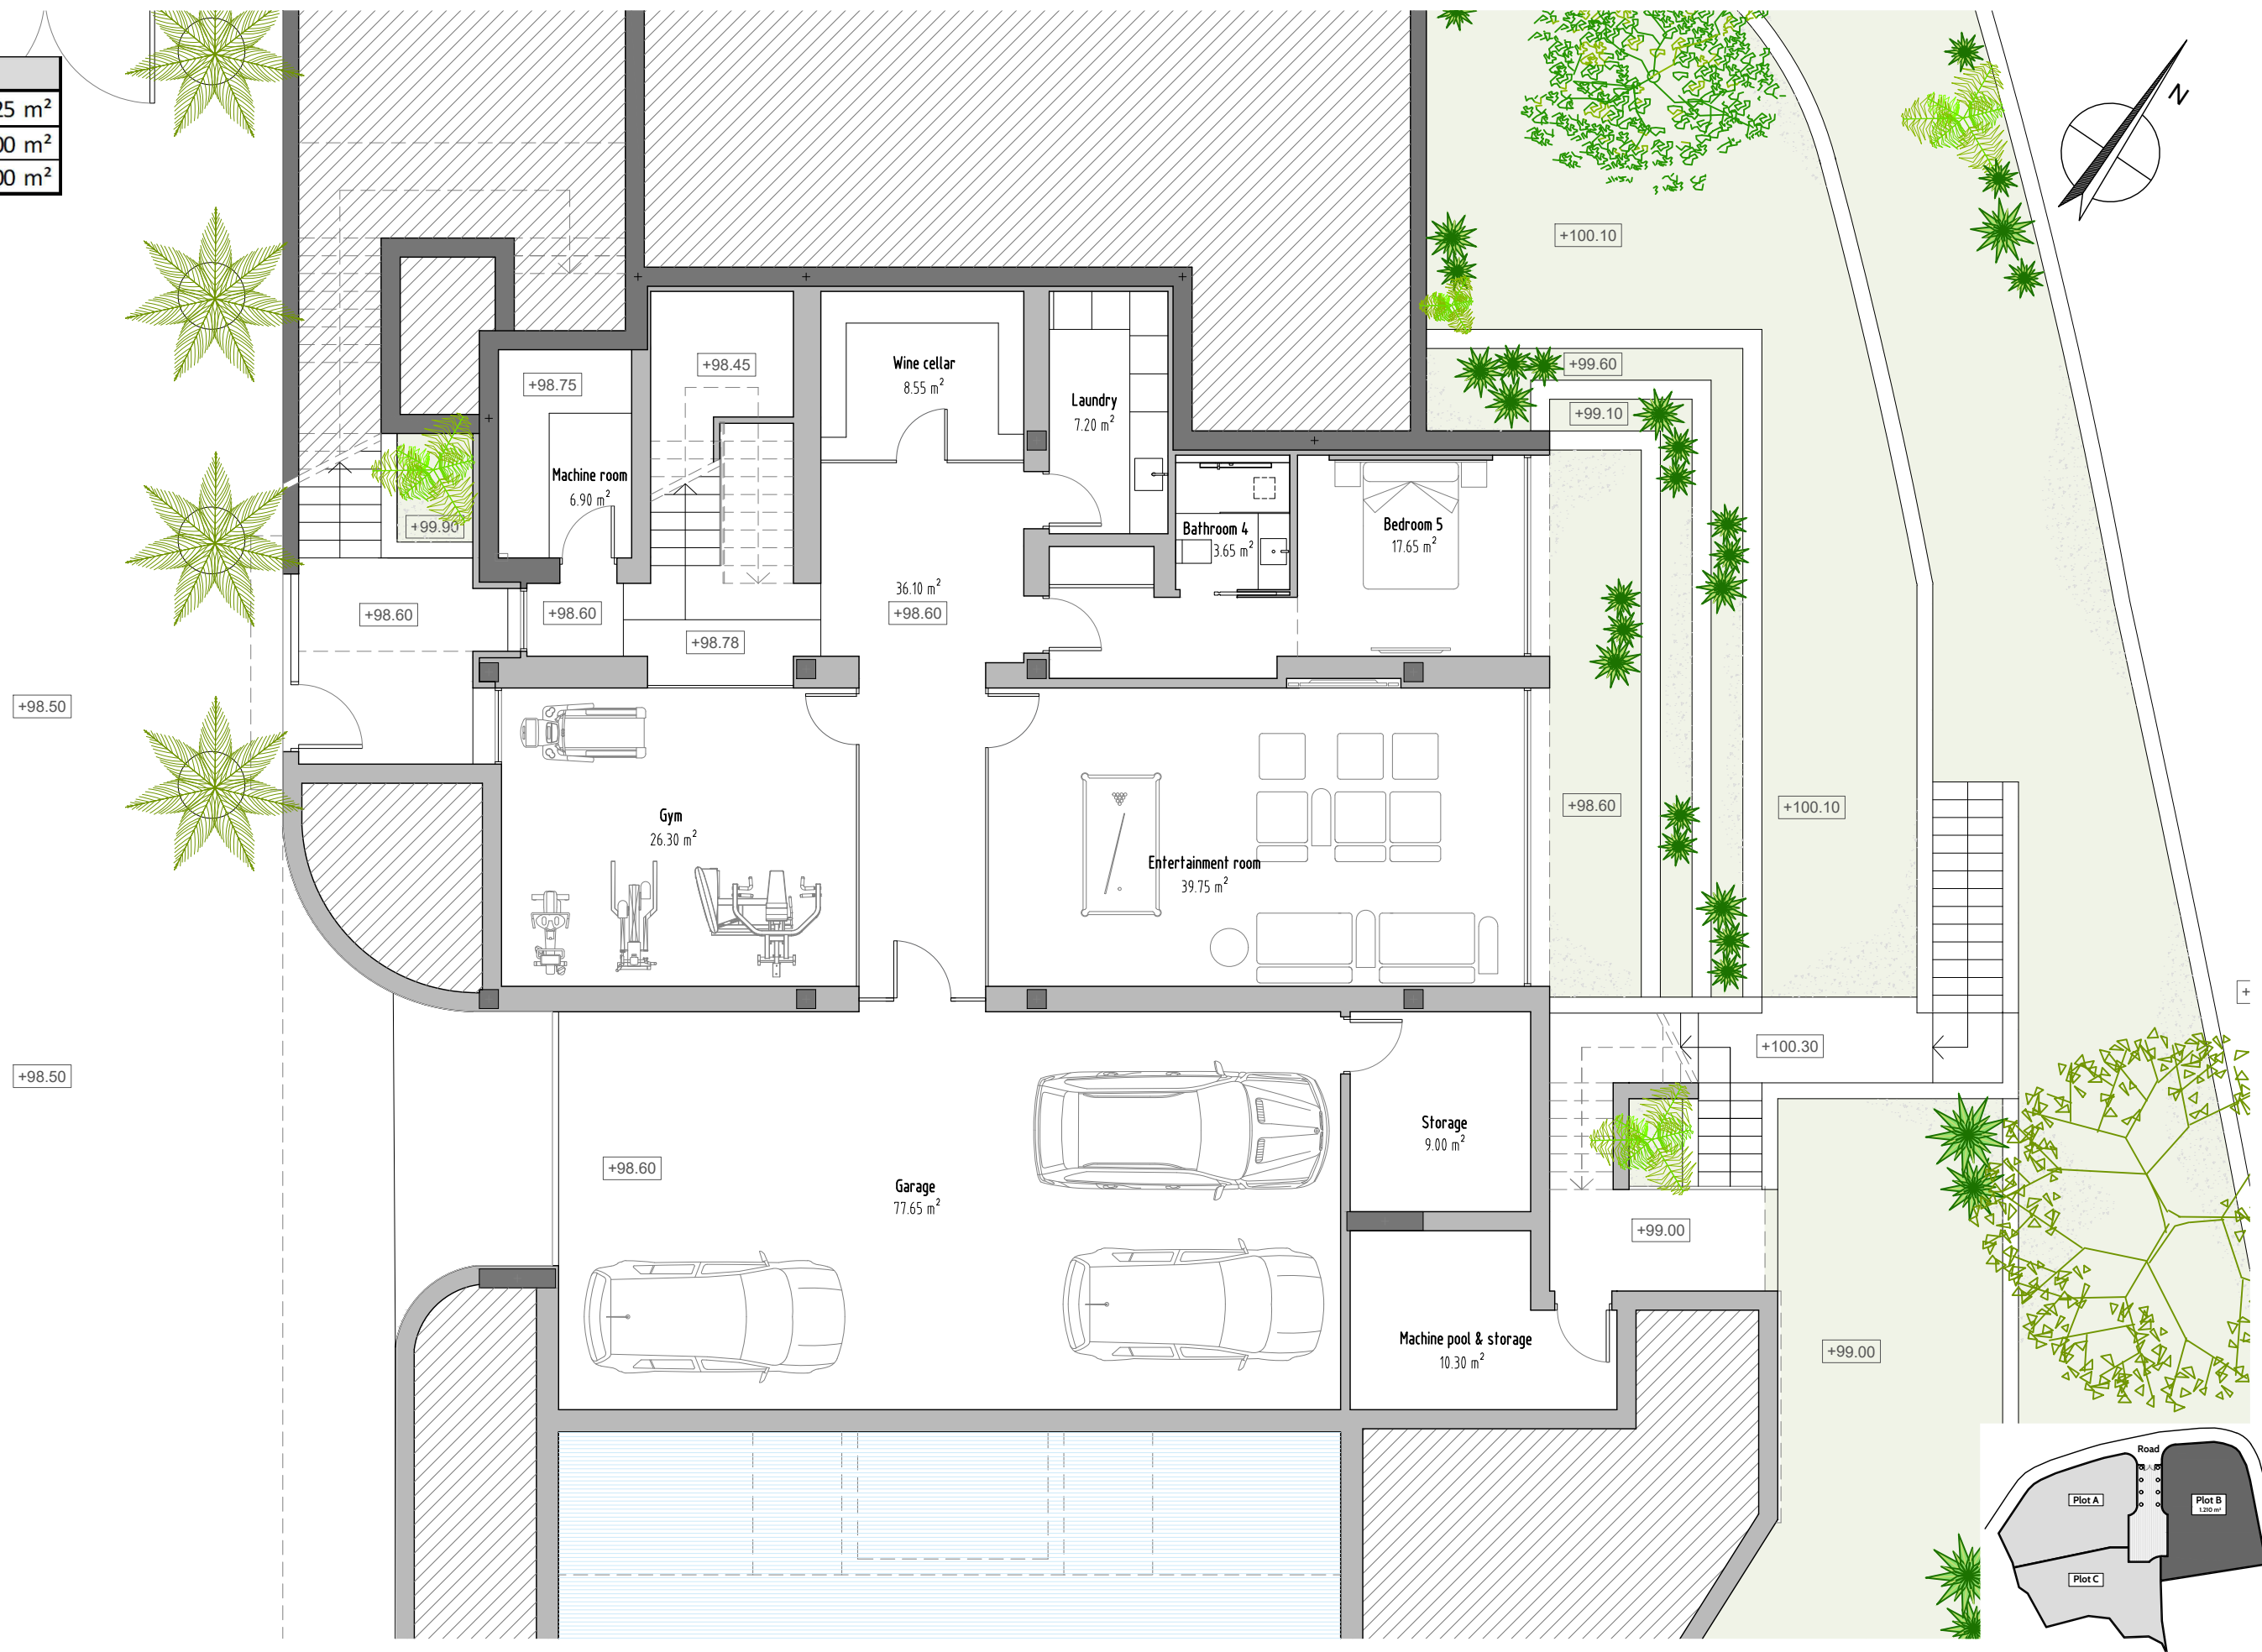 25 m²
00 m²
00 m²
N
+100.10
+98.45
Wine cellar
8.55 m²
+99.60
+98.75
Laundry
7.20 m²
+99.10
Machine room
6.90 m²
+99.90
Bathroom 4
3.65 m²
Bedroom 5
17.65 m²
36.10 m²
+98.60
+98.60
+98.60
+98.78
+98.50
Gym
26.30 m²
Entertainment room
39.75 m²
+98.60
+100.10
+
+98.50
+100.30
Storage
9.00 m²
+98.60
Garage
77.65 m²
+99.00
Machine pool & storage
10.30 m²
+99.00
Road
Plot A
Plot B
1.210 m²
Plot C